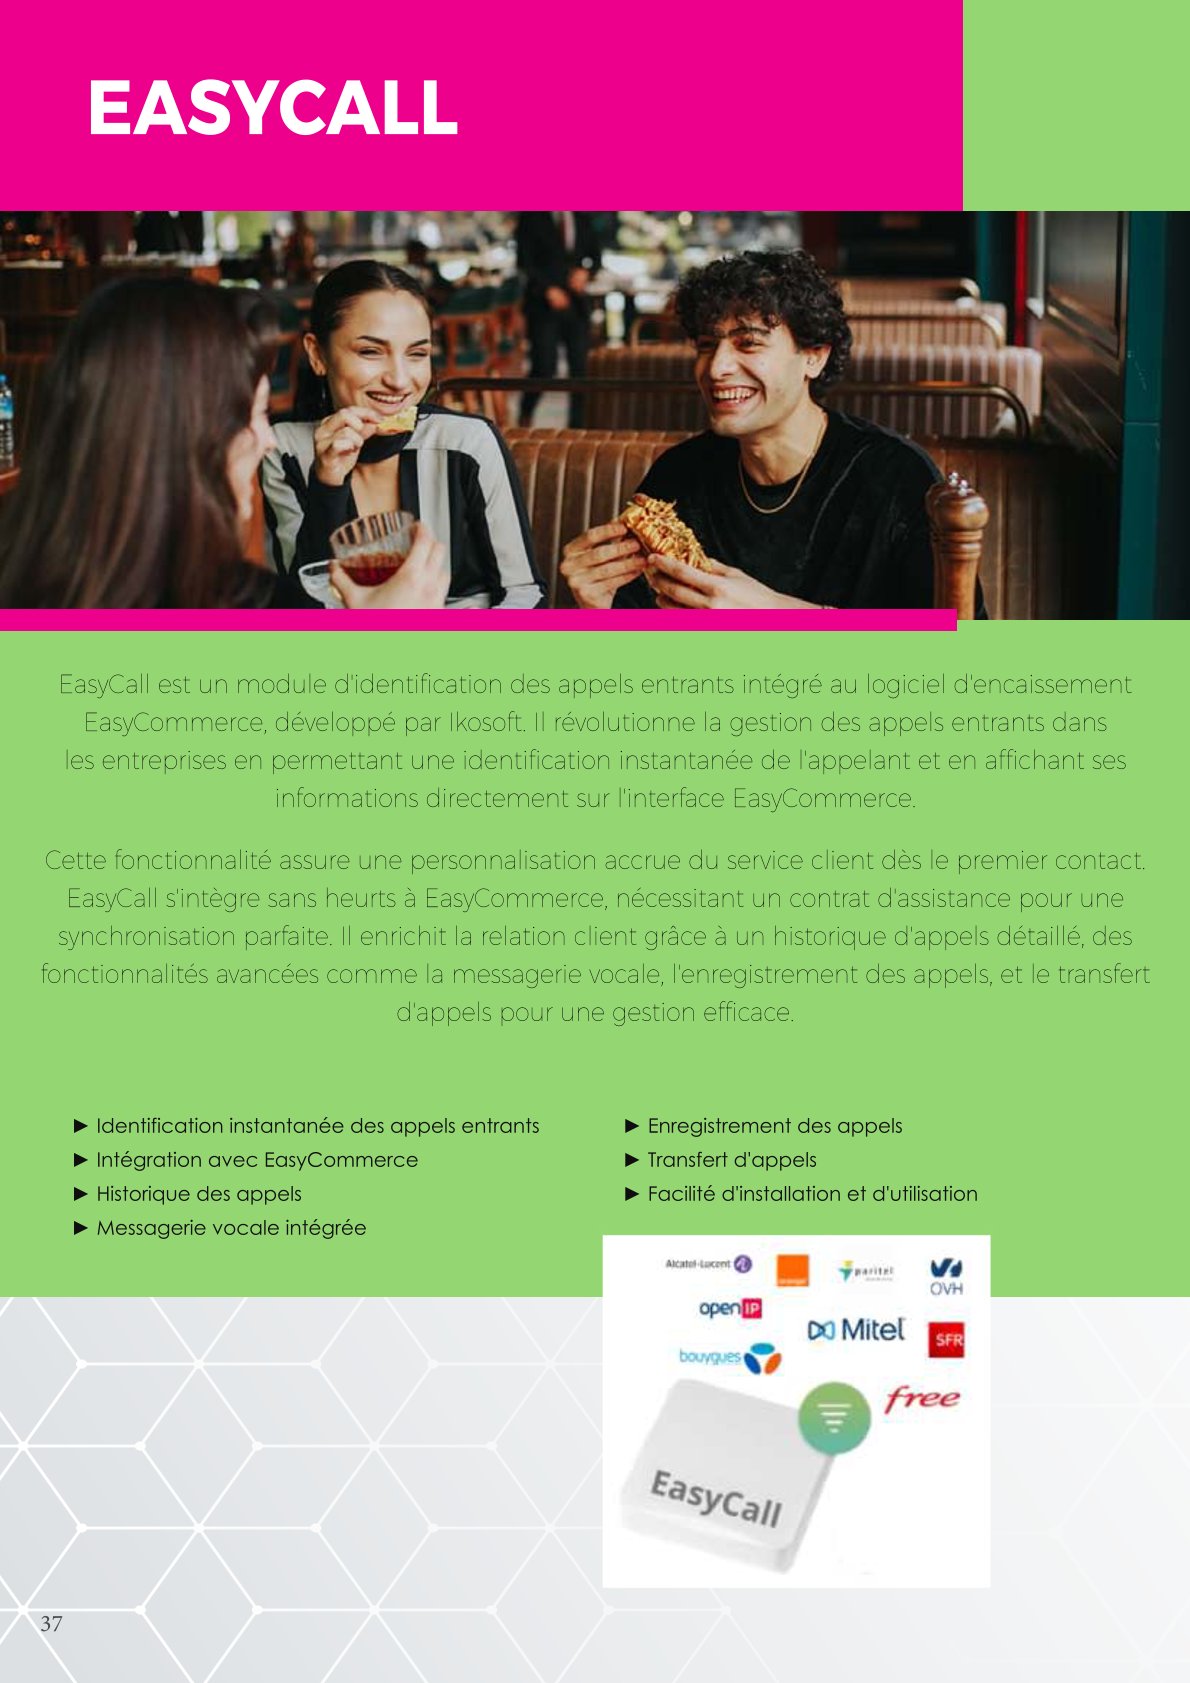 EASYCALL
EasyCall est un module d'identification des appels entrants intégré au logiciel d'encaissement
EasyCommerce, développé par Ikosoft. Il révolutionne la gestion des appels entrants dans
les entreprises en permettant une identification instantanée de l'appelant et en affichant ses
informations directement sur l'interface EasyCommerce.
Cette fonctionnalité assure une personnalisation accrue du service client dès le premier contact.
EasyCall s'intègre sans heurts à EasyCommerce, nécessitant un contrat d'assistance pour une
synchronisation parfaite. Il enrichit la relation client grâce à un historique d'appels détaillé, des
fonctionnalités avancées comme la messagerie vocale, l'enregistrement des appels, et le transfert
d'appels pour une gestion efficace.
► Identification instantanée des appels entrants
► Intégration avec EasyCommerce
► Historique des appels
► Messagerie vocale intégrée
► Enregistrement des appels
► Transfert d'appels
► Facilité d'installation et d'utilisation
Alcatel-Lucent
orange
paritel
OVH
openIP
Mitel
SFR
bouygues
free
EasyCall
37